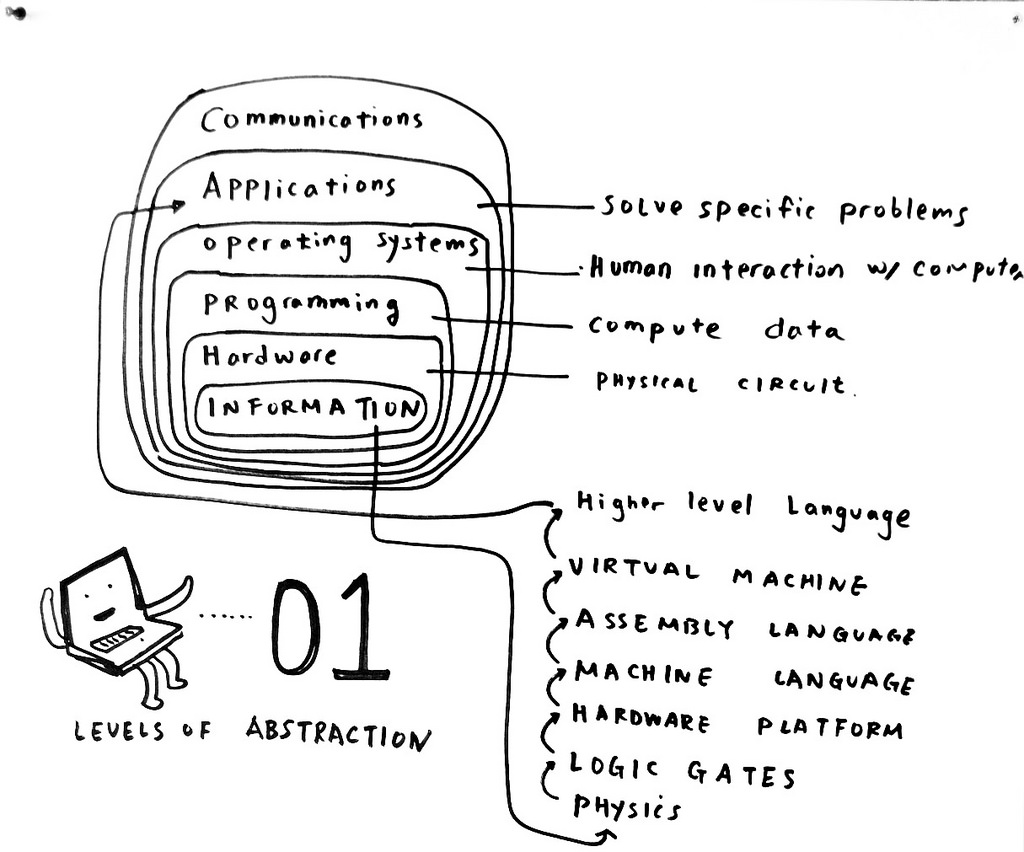 Communications
Applications
Solve specific problems
operating systems
Human interaction w/ computer
Programming
compute data
Hardware
Physical circuit.
INFORMATION
Higher level Language
VIRTUAL MACHINE
ASSEMBLY LANGUAGE
MACHINE LANGUAGE
HARDWARE PLATFORM
LOGIC GATES
PHysics
01
LEVELS OF ABSTRACTION